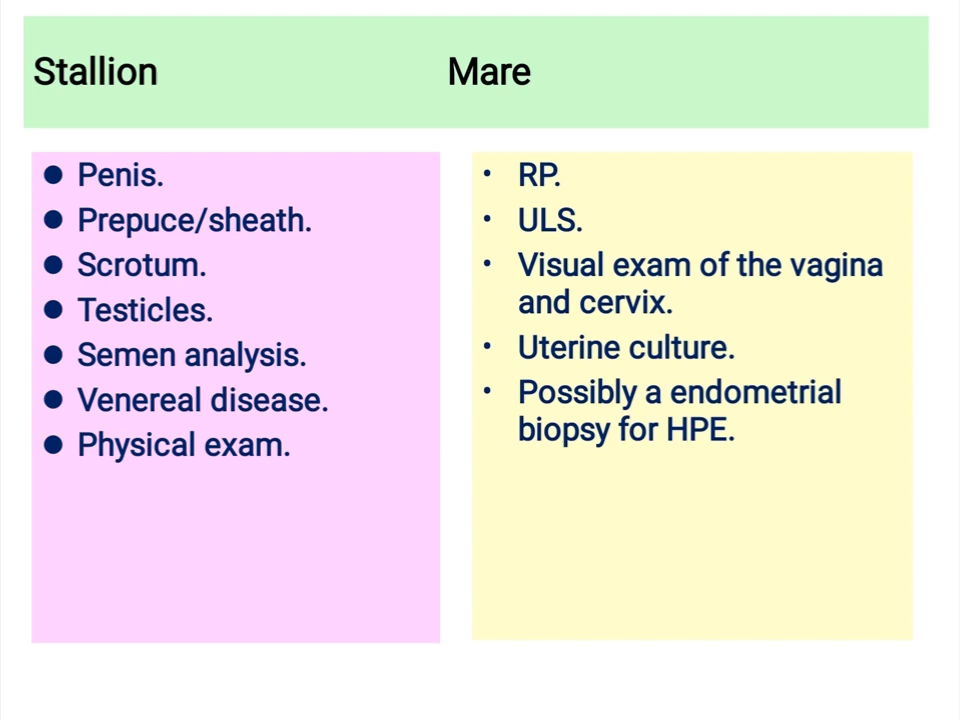 Stallion Mare
● Penis.
● Prepuce/sheath.
● Scrotum.
● Testicles.
● Semen analysis.
● Venereal disease.
● Physical exam.
• RP.
• ULS.
• Visual exam of the vagina
and cervix.
• Uterine culture.
• Possibly a endometrial
biopsy for HPE.